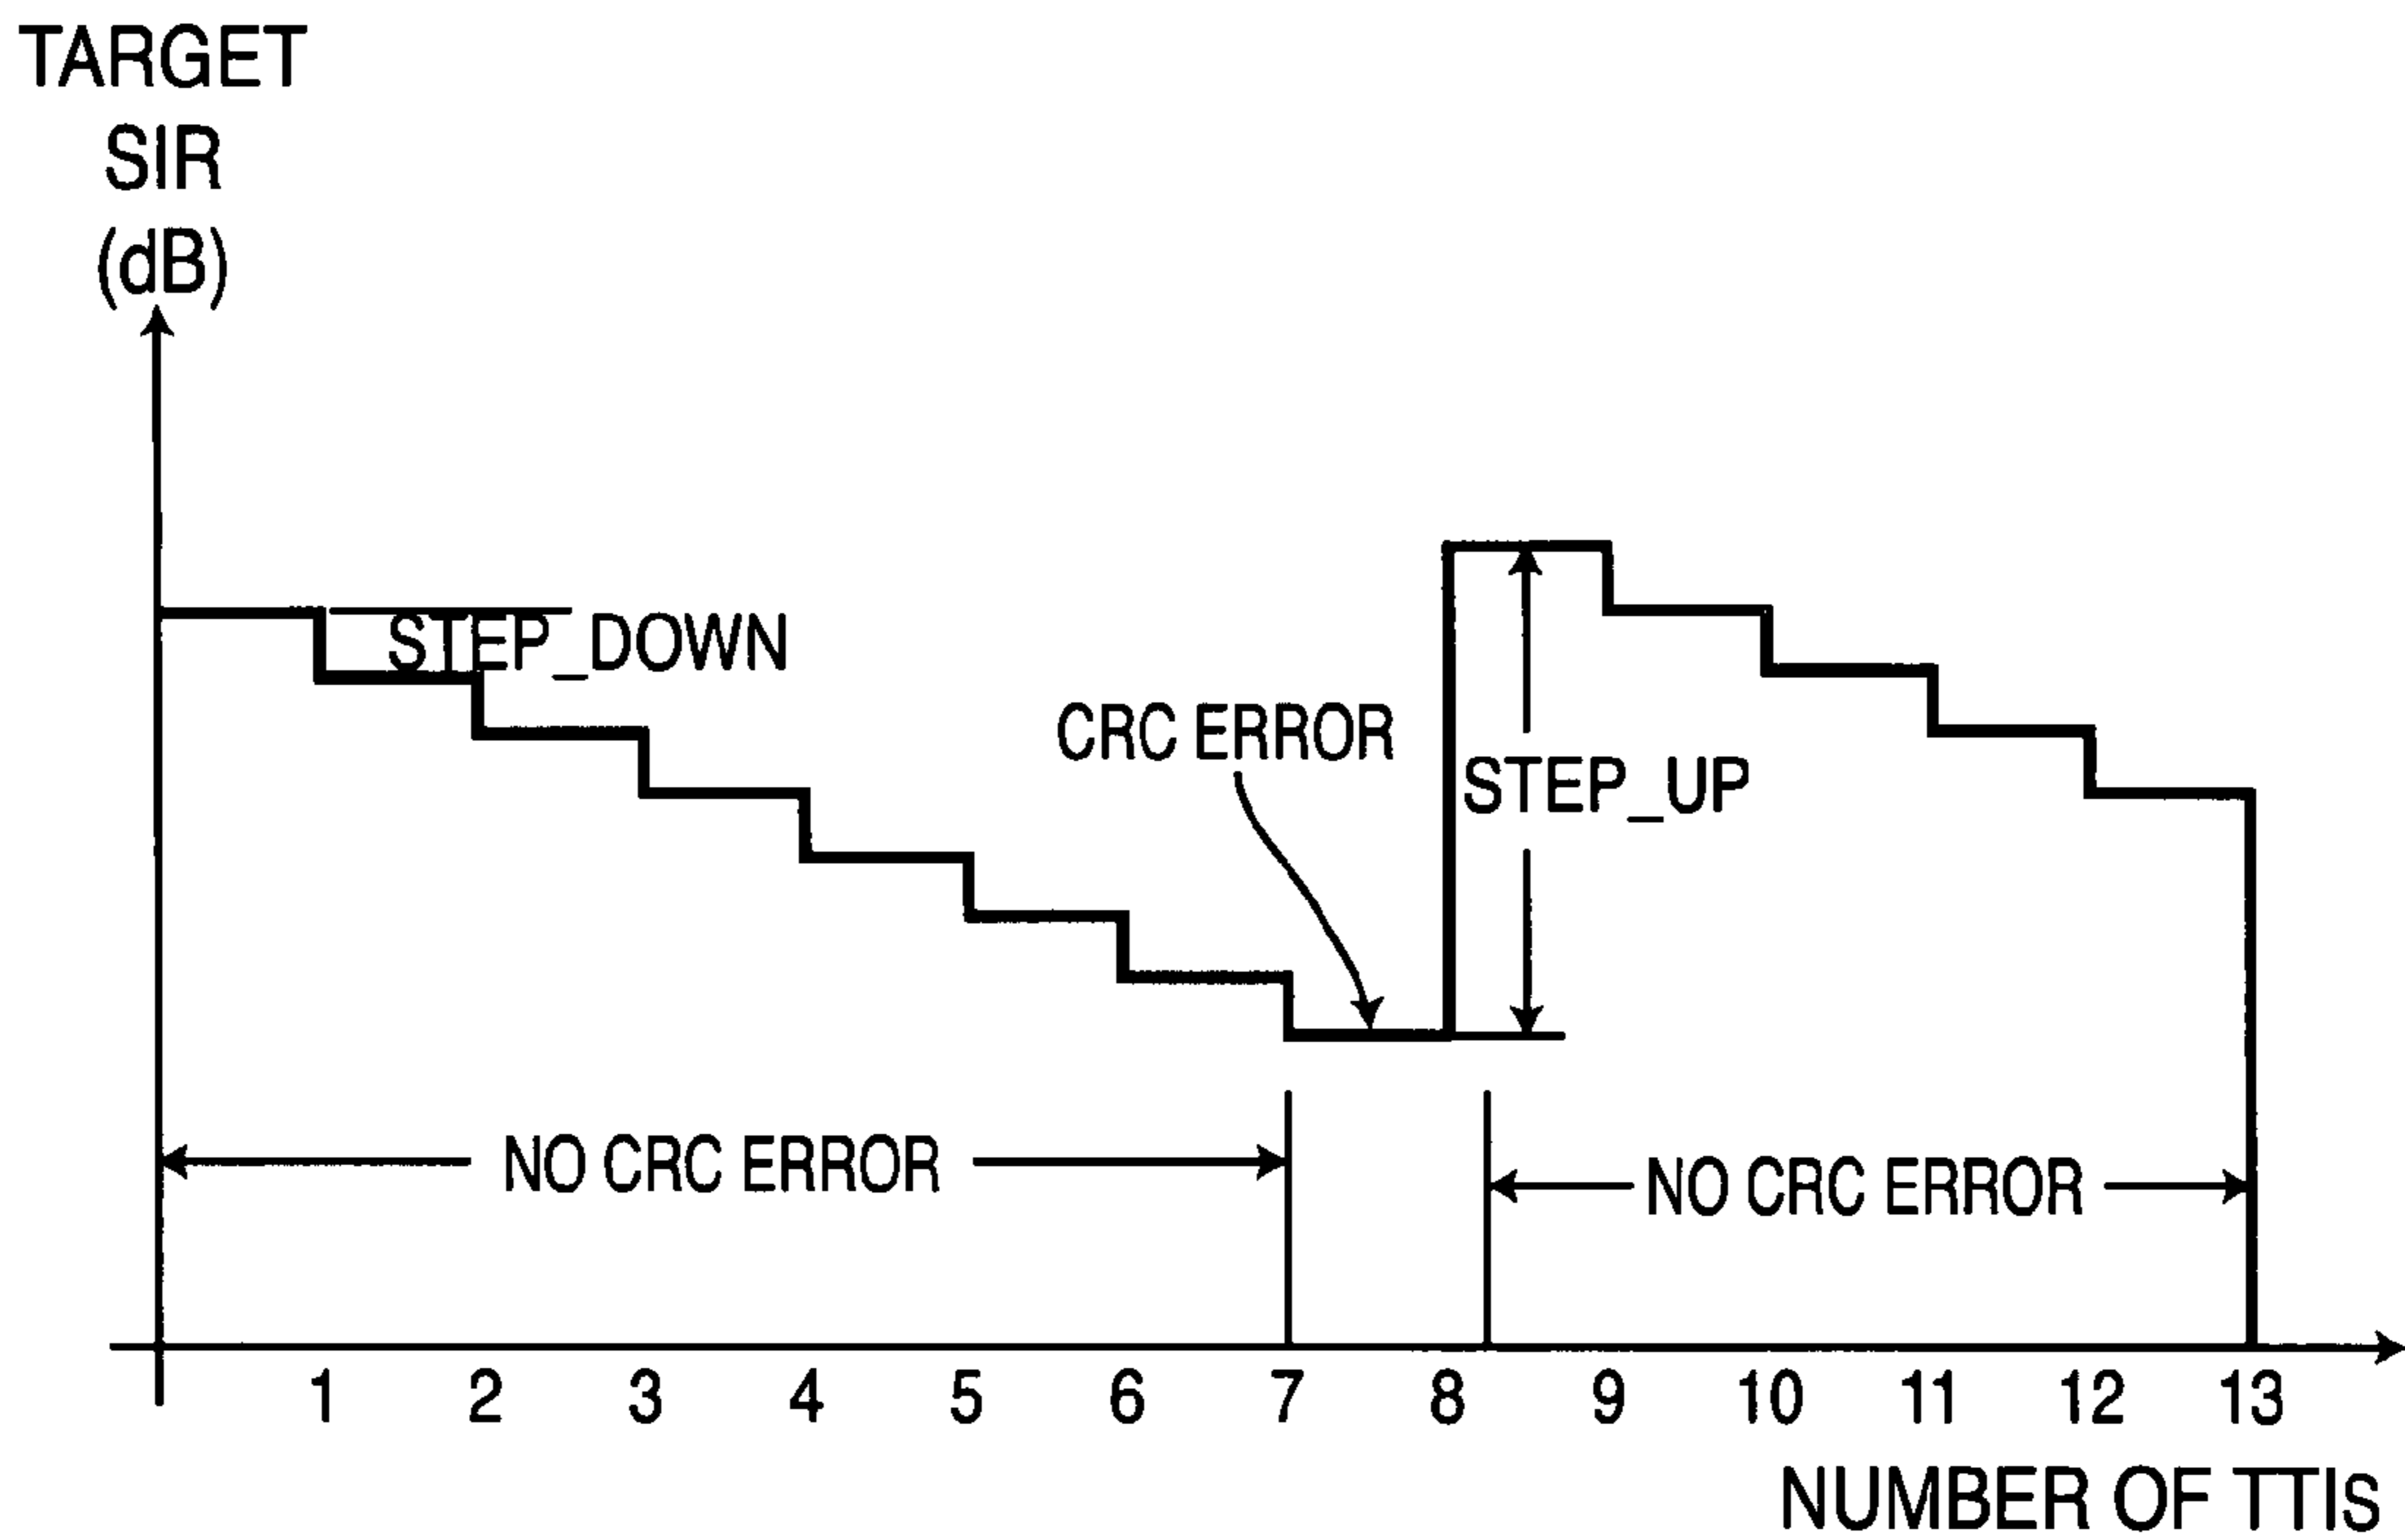 TARGET
SIR
(dB)
STEP_DOWN
CRC ERROR
STEP_UP
NO CRC ERROR
NO CRC ERROR
1 2 3 4 5 6 7 8 9 10 11 12 13
NUMBER OF TTIS